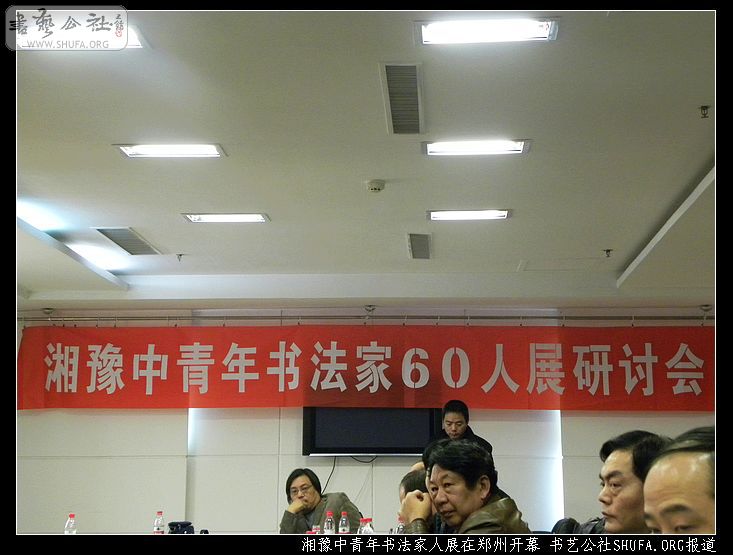 书艺公社
WWW.SHUFA.ORG
湘豫中青年书法家60人展研讨会
湘豫中青年书法家人展在郑州开幕 书艺公社SHUFA.ORG报道